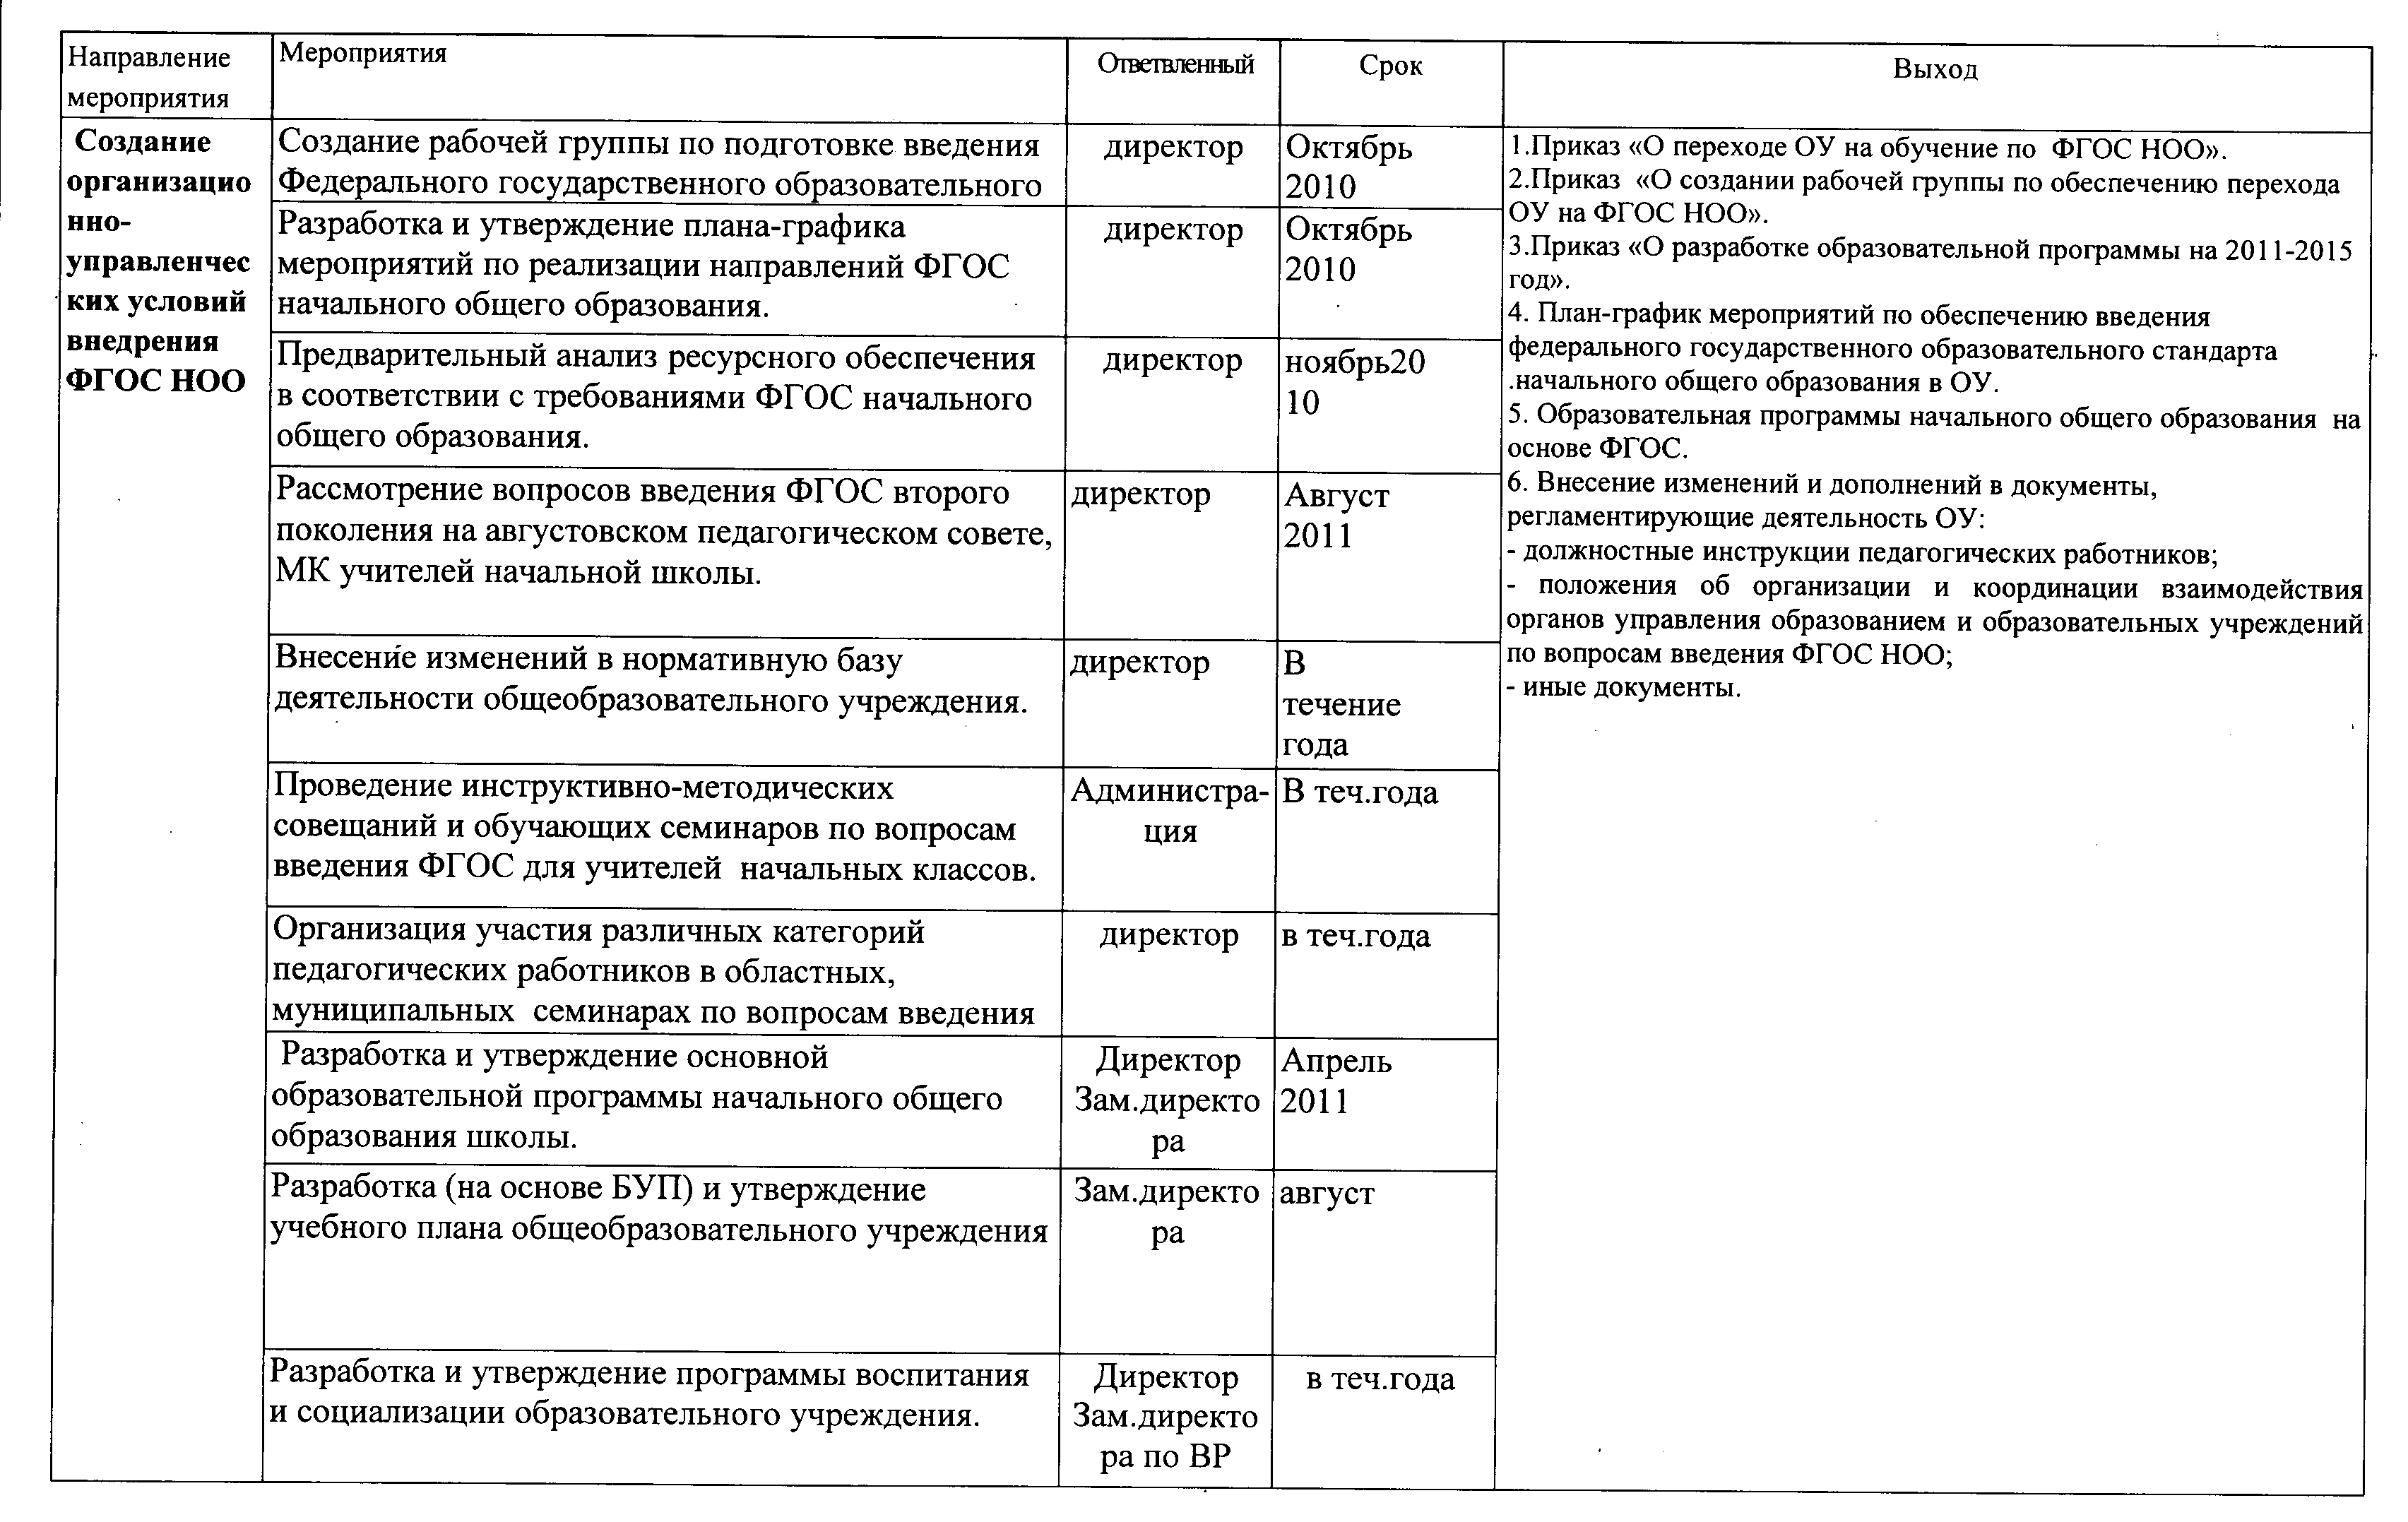 Направление
мероприятия
Мероприятия
Ответвленный
Срок
Выход
Создание
организацио
нно-
управленчес
ких условий
внедрения
ФГОС НОО
Создание рабочей группы по подготовке введения
Федерального государственного образовательного
директор
Октябрь
2010
Разработка и утверждение плана-графика
мероприятий по реализации направлений ФГОС
начального общего образования.
директор
Октябрь
2010
Предварительный анализ ресурсного обеспечения
в соответствии с требованиями ФГОС начального
общего образования.
директор
ноябрь20
10
Рассмотрение вопросов введения ФГОС второго
поколения на августовском педагогическом совете,
МК учителей начальной школы.
директор
Август
2011
Внесение изменений в нормативную базу
деятельности общеобразовательного учреждения.
директор
В
течение
года
Проведение инструктивно-методических
совещаний и обучающих семинаров по вопросам
введения ФГОС для учителей  начальных классов.
Администра-
ция
В теч.года
Организация участия различных категорий
педагогических работников в областных,
муниципальных  семинарах по вопросам введения
директор
в теч.года
Разработка и утверждение основной
образовательной программы начального общего
образования школы.
Директор
Зам.директо
ра
Апрель
2011
Разработка (на основе БУП) и утверждение
учебного плана общеобразовательного учреждения
Зам.директо
ра
август
Разработка и утверждение программы воспитания
и социализации образовательного учреждения.
Директор
Зам.директо
ра по ВР
в теч.года
1.Приказ «О переходе ОУ на обучение по  ФГОС НОО».
2.Приказ  «О создании рабочей группы по обеспечению перехода
ОУ на ФГОС НОО».
3.Приказ «О разработке образовательной программы на 2011-2015
год».
4. План-график мероприятий по обеспечению введения
федерального государственного образовательного стандарта
.начального общего образования в ОУ.
5. Образовательная программы начального общего образования  на
основе ФГОС.
6. Внесение изменений и дополнений в документы,
регламентирующие деятельность ОУ:
- должностные инструкции педагогических работников;
- положения об организации и координации взаимодействия
органов управления образованием и образовательных учреждений
по вопросам введения ФГОС НОО;
- иные документы.